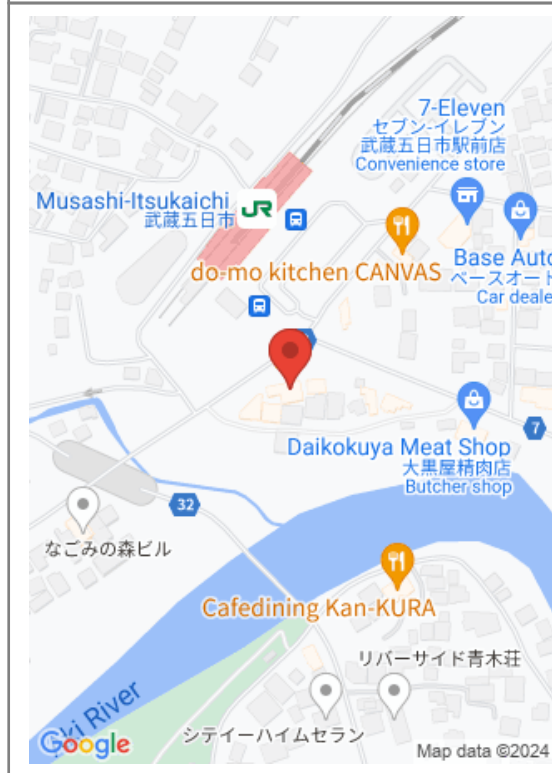 7-Eleven
セブン-イレブン
武蔵五日市駅前店
Convenience store
Musashi-Itsukaichi
武蔵五日市
JR
do-mo kitchen CANVAS
Base Auto
ベースオート
Car deale
Daikokuya Meat Shop
大黒屋精肉店
Butcher shop
7
32
なごみの森ビル
Cafedining Kan-KURA
リバーサイド青木荘
River
シテイーハイムセラン
Google
Map data ©2024